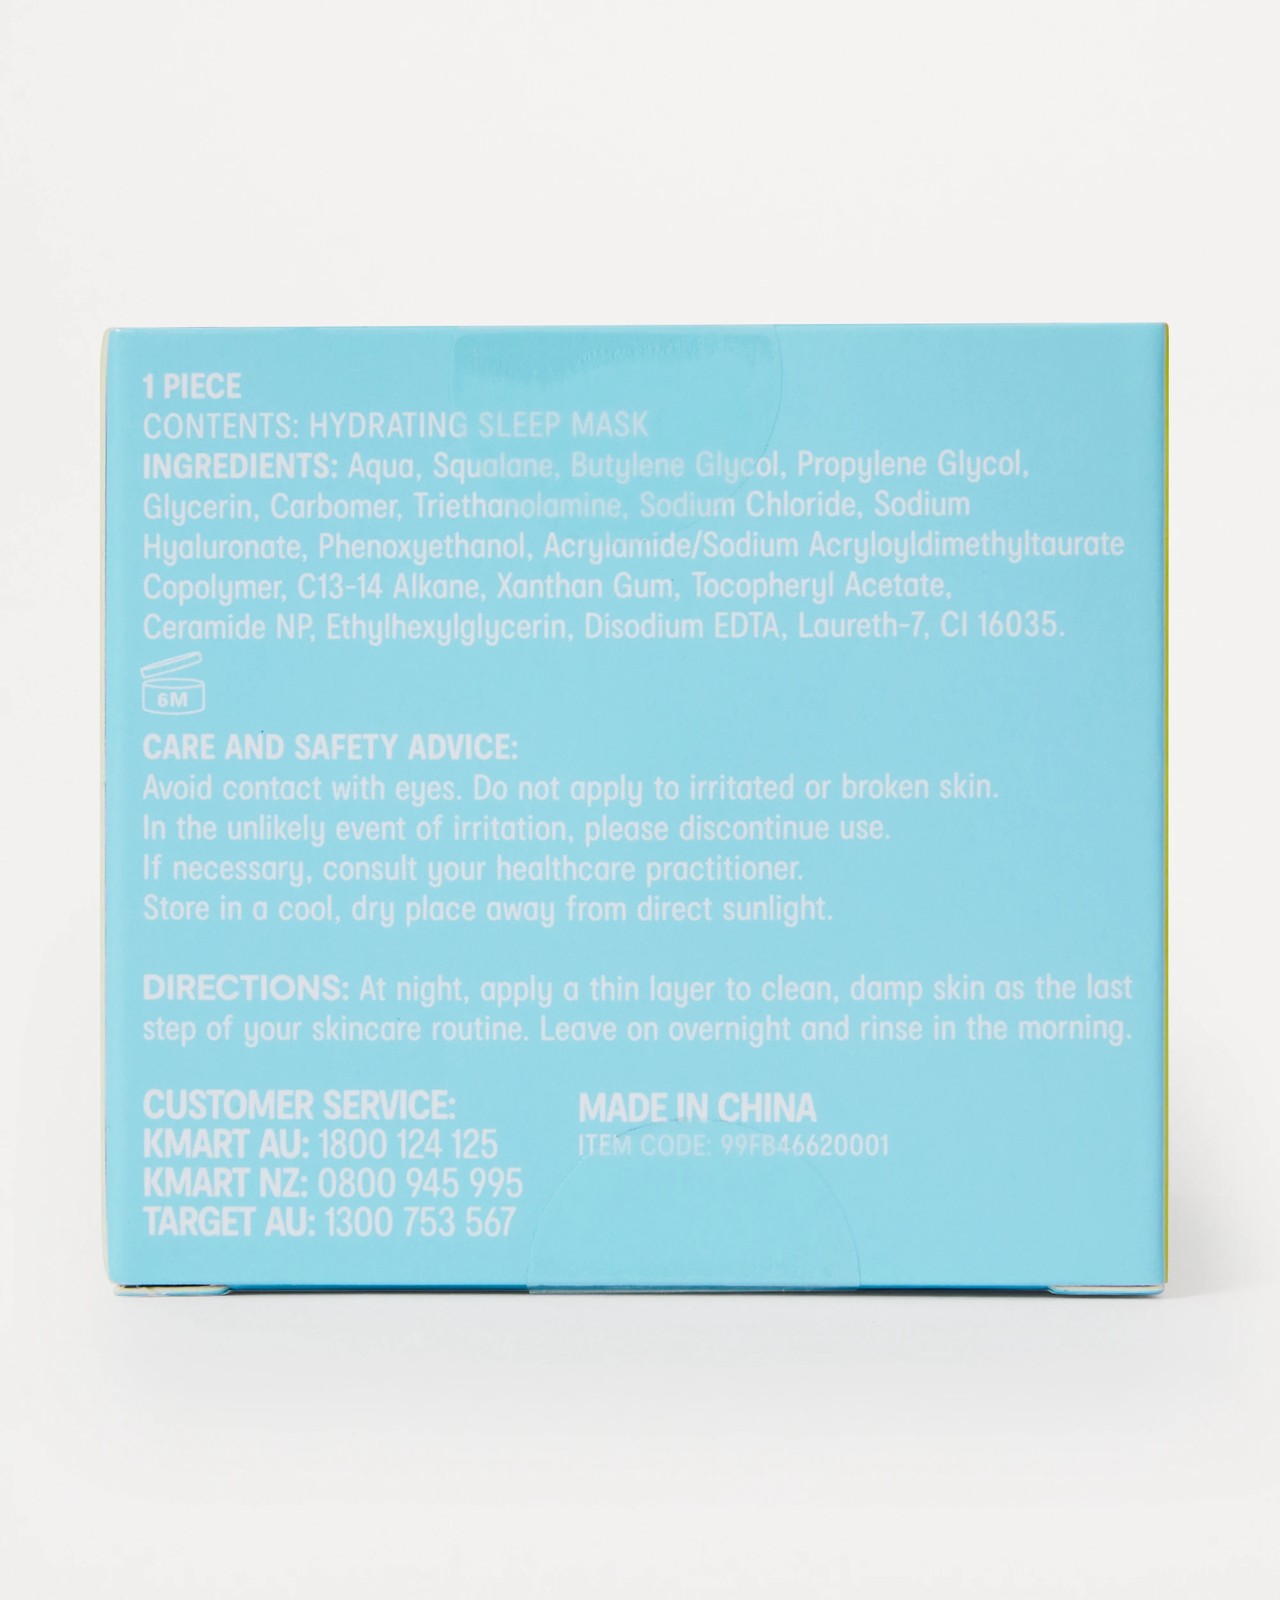 1 PIECE
CONTENTS: HYDRATING SLEEP MASK
INGREDIENTS: Aqua, Squalane, Butylene Glycol, Propylene Glycol,
Glycerin, Carbomer, Triethanolamine, Sodium Chloride, Sodium
Hyaluronate, Phenoxyethanol, Acrylamide/Sodium Acryloyldimethyltaurate
Copolymer, C13-14 Alkane, Xanthan Gum, Tocopheryl Acetate,
Ceramide NP, Ethylhexylglycerin, Disodium EDTA, Laureth-7, CI 16035.
6M
CARE AND SAFETY ADVICE:
Avoid contact with eyes. Do not apply to irritated or broken skin.
In the unlikely event of irritation, please discontinue use.
If necessary, consult your healthcare practitioner.
Store in a cool, dry place away from direct sunlight.
DIRECTIONS: At night, apply a thin layer to clean, damp skin as the last
step of your skincare routine. Leave on overnight and rinse in the morning.
CUSTOMER SERVICE:
KMART AU: 1800 124 125
KMART NZ: 0800 945 995
TARGET AU: 1300 753 567
MADE IN CHINA
ITEM CODE: 99FB46620001